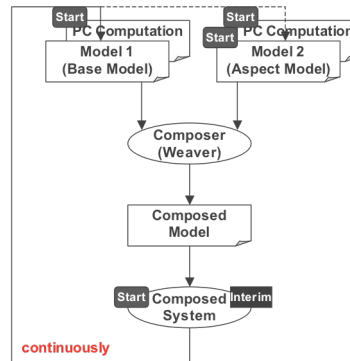 Start
PC Computation
Model 1
(Base Model)
Start
PC Computation
Start
Model 2
(Aspect Model)
Composer
(Weaver)
Composed
Model
Start
Composed
System
Interim
continuously